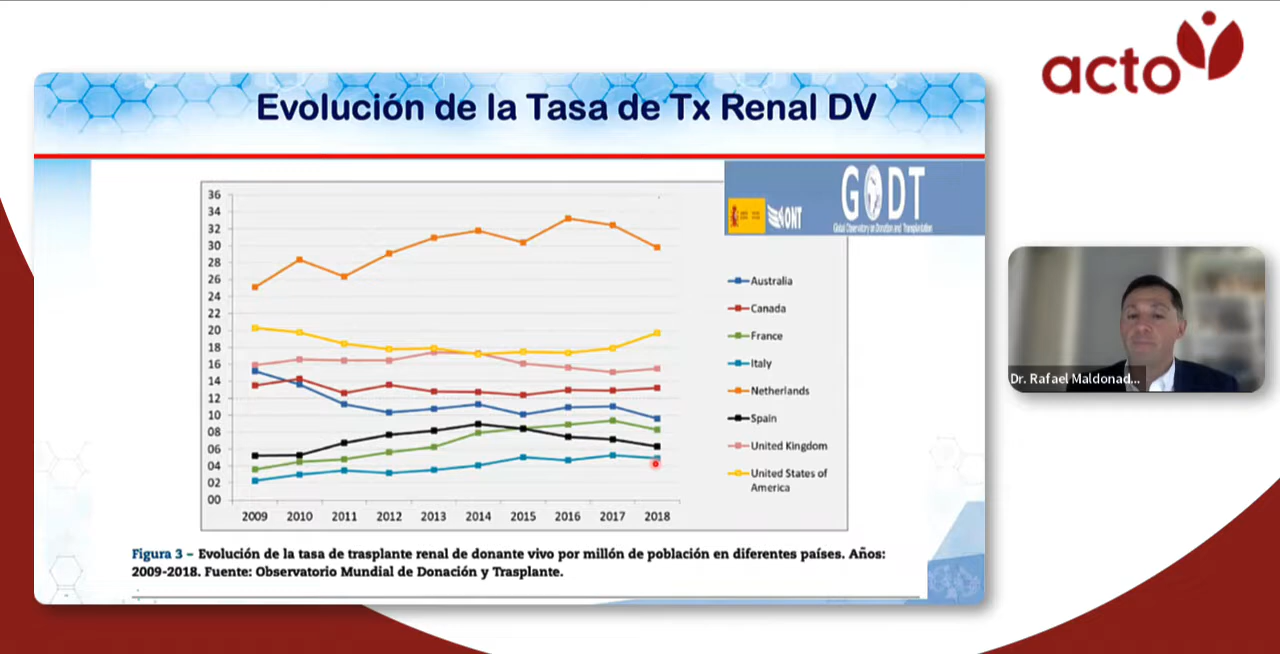 acto
Evolución de la Tasa de Tx Renal DV
GODT
Global Observatory on Donation and Transplantation
ONT
36
34
32
30
28
26
24
22
20
18
16
14
12
10
08
06
04
02
00
2009 2010 2011 2012 2013 2014 2015 2016 2017 2018
Australia
Canada
France
Italy
Netherlands
Spain
United Kingdom
United States of
America
Figura 3 – Evolución de la tasa de trasplante renal de donante vivo por millón de población en diferentes países. Años:
2009-2018. Fuente: Observatorio Mundial de Donación y Trasplante.
Dr. Rafael Maldonad...